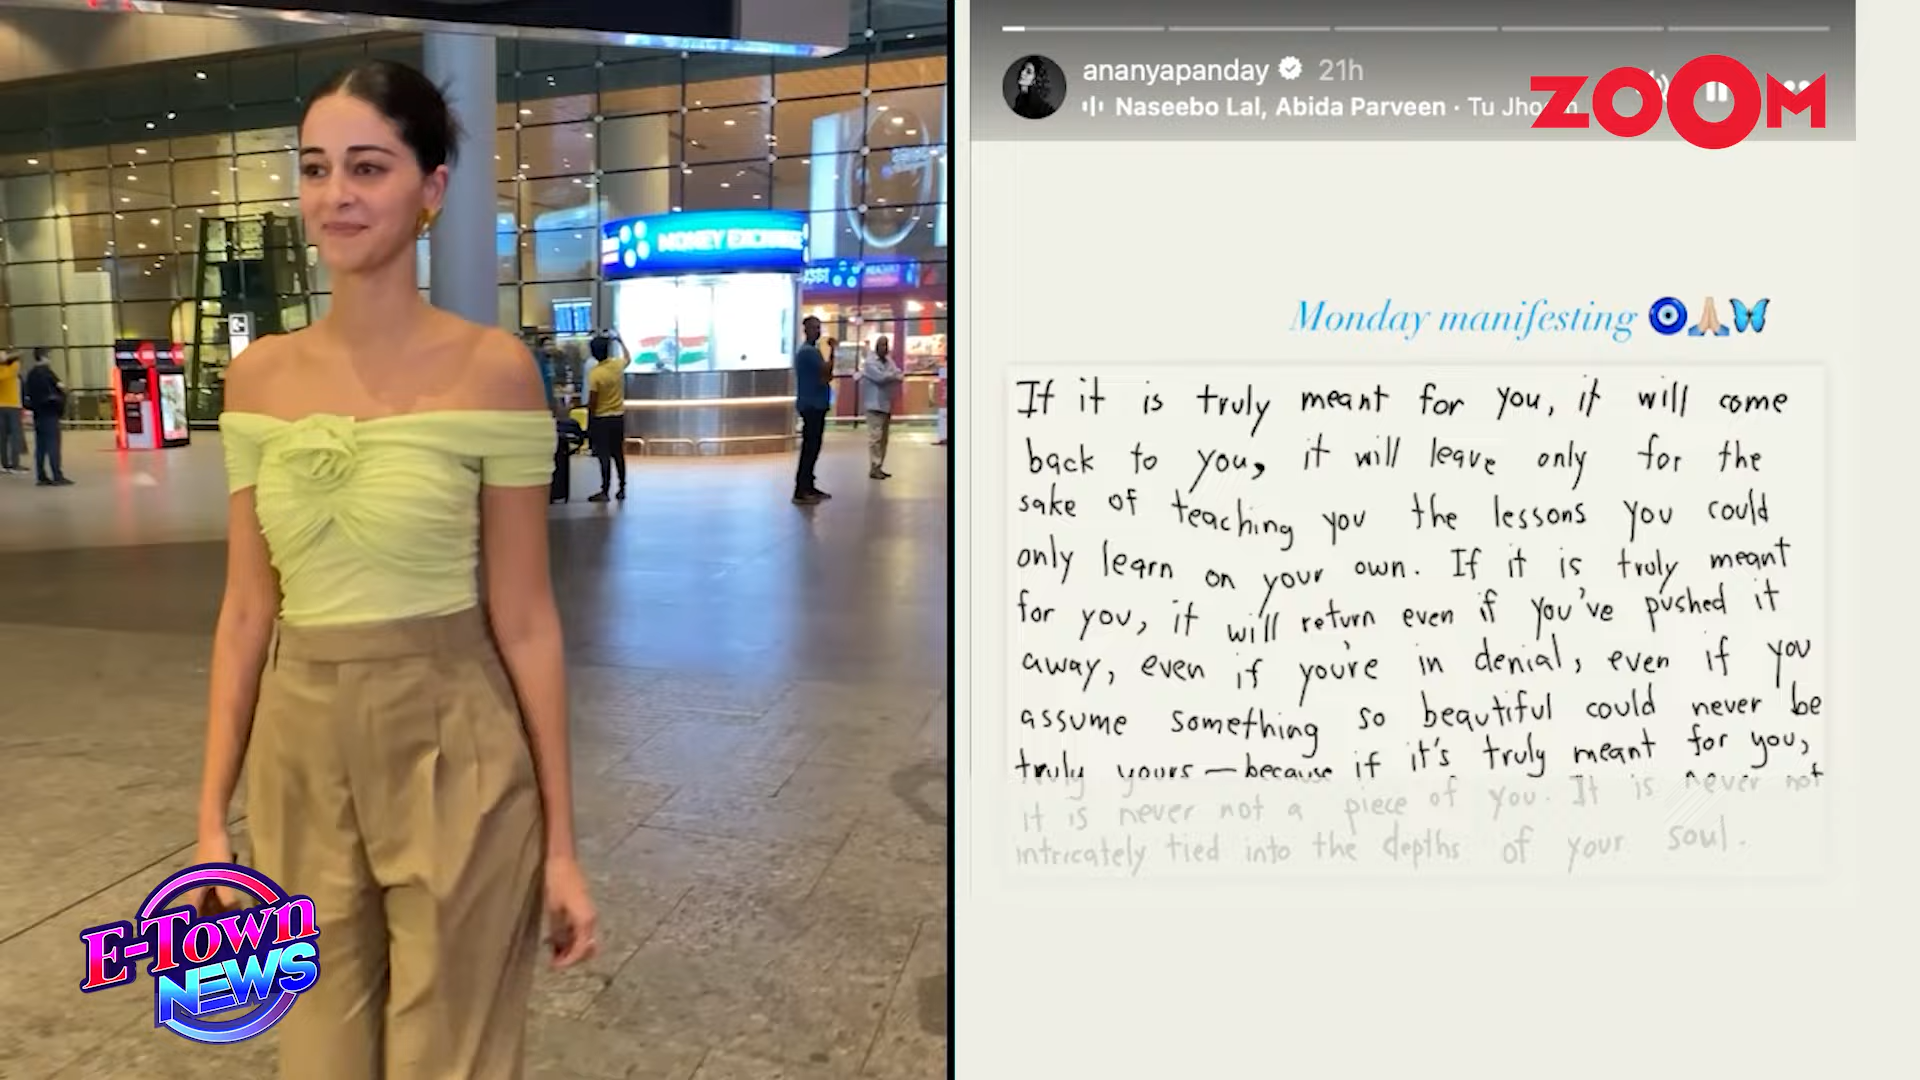 MONEY EXCHANGE
E-Town
NEWS
ananyapanday 21h
Naseebo Lal, Abida Parveen · Tu
ZOOM
Monday manifesting
If it is truly meant for you, it will come
back to you, it will leave only for the
sake of teaching you the lessons you could
only learn on your own. If it is truly meant
for you, it will return even if you've pushed it
away, even if you're in denial, even if you
assume something so beautiful could never be
truly yours — because if it's truly meant for you,
it is never not a piece of you. It is never not
intricately tied into the depths of your soul.